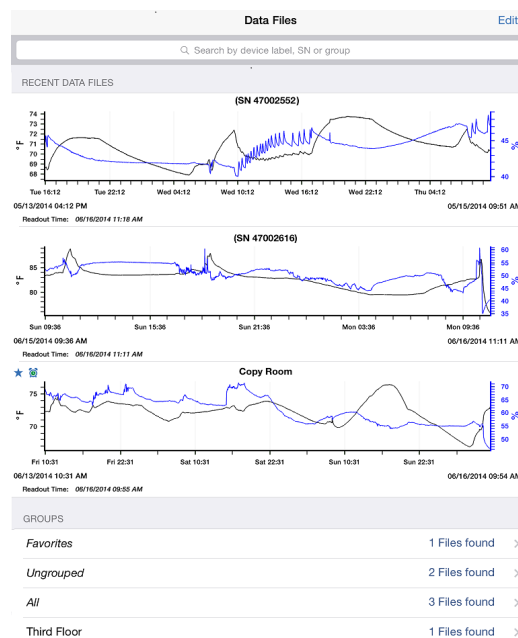 Data Files
Edit
Search by device label, SN or group
RECENT DATA FILES
(SN 47002552)
74
73
72
71
70
69
68
°F
45
40
%
Tue 16:12 Tue 22:12 Wed 04:12 Wed 10:12 Wed 16:12 Wed 22:12 Thu 04:12
05/13/2014 04:12 PM 05/15/2014 09:51 AM
Readout Time: 06/16/2014 11:18 AM
(SN 47002616)
85
80
°F
60
55
50
45
40
35
%
Sun 09:36 Sun 15:36 Sun 21:36 Mon 03:36 Mon 09:36
06/15/2014 09:36 AM 06/16/2014 11:11 AM
Readout Time: 06/16/2014 11:11 AM
Copy Room
75
70
°F
70
65
60
55
50
%
Fri 10:31 Fri 22:31 Sat 10:31 Sat 22:31 Sun 10:31 Sun 22:31
06/13/2014 10:31 AM 06/16/2014 09:54 AM
Readout Time: 06/16/2014 09:55 AM
GROUPS
Favorites 1 Files found
Ungrouped 2 Files found
All 3 Files found
Third Floor 1 Files found